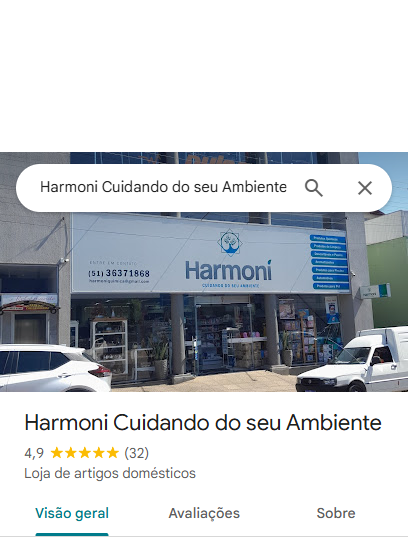 Harmoni Cuidando do seu Ambiente
(51) 36371868
Harmoni
CUIDANDO DO SEU AMBIENTE
Harmoni Cuidando do seu Ambiente
4,9 (32)
Loja de artigos domésticos
Visão geral
Avaliações
Sobre